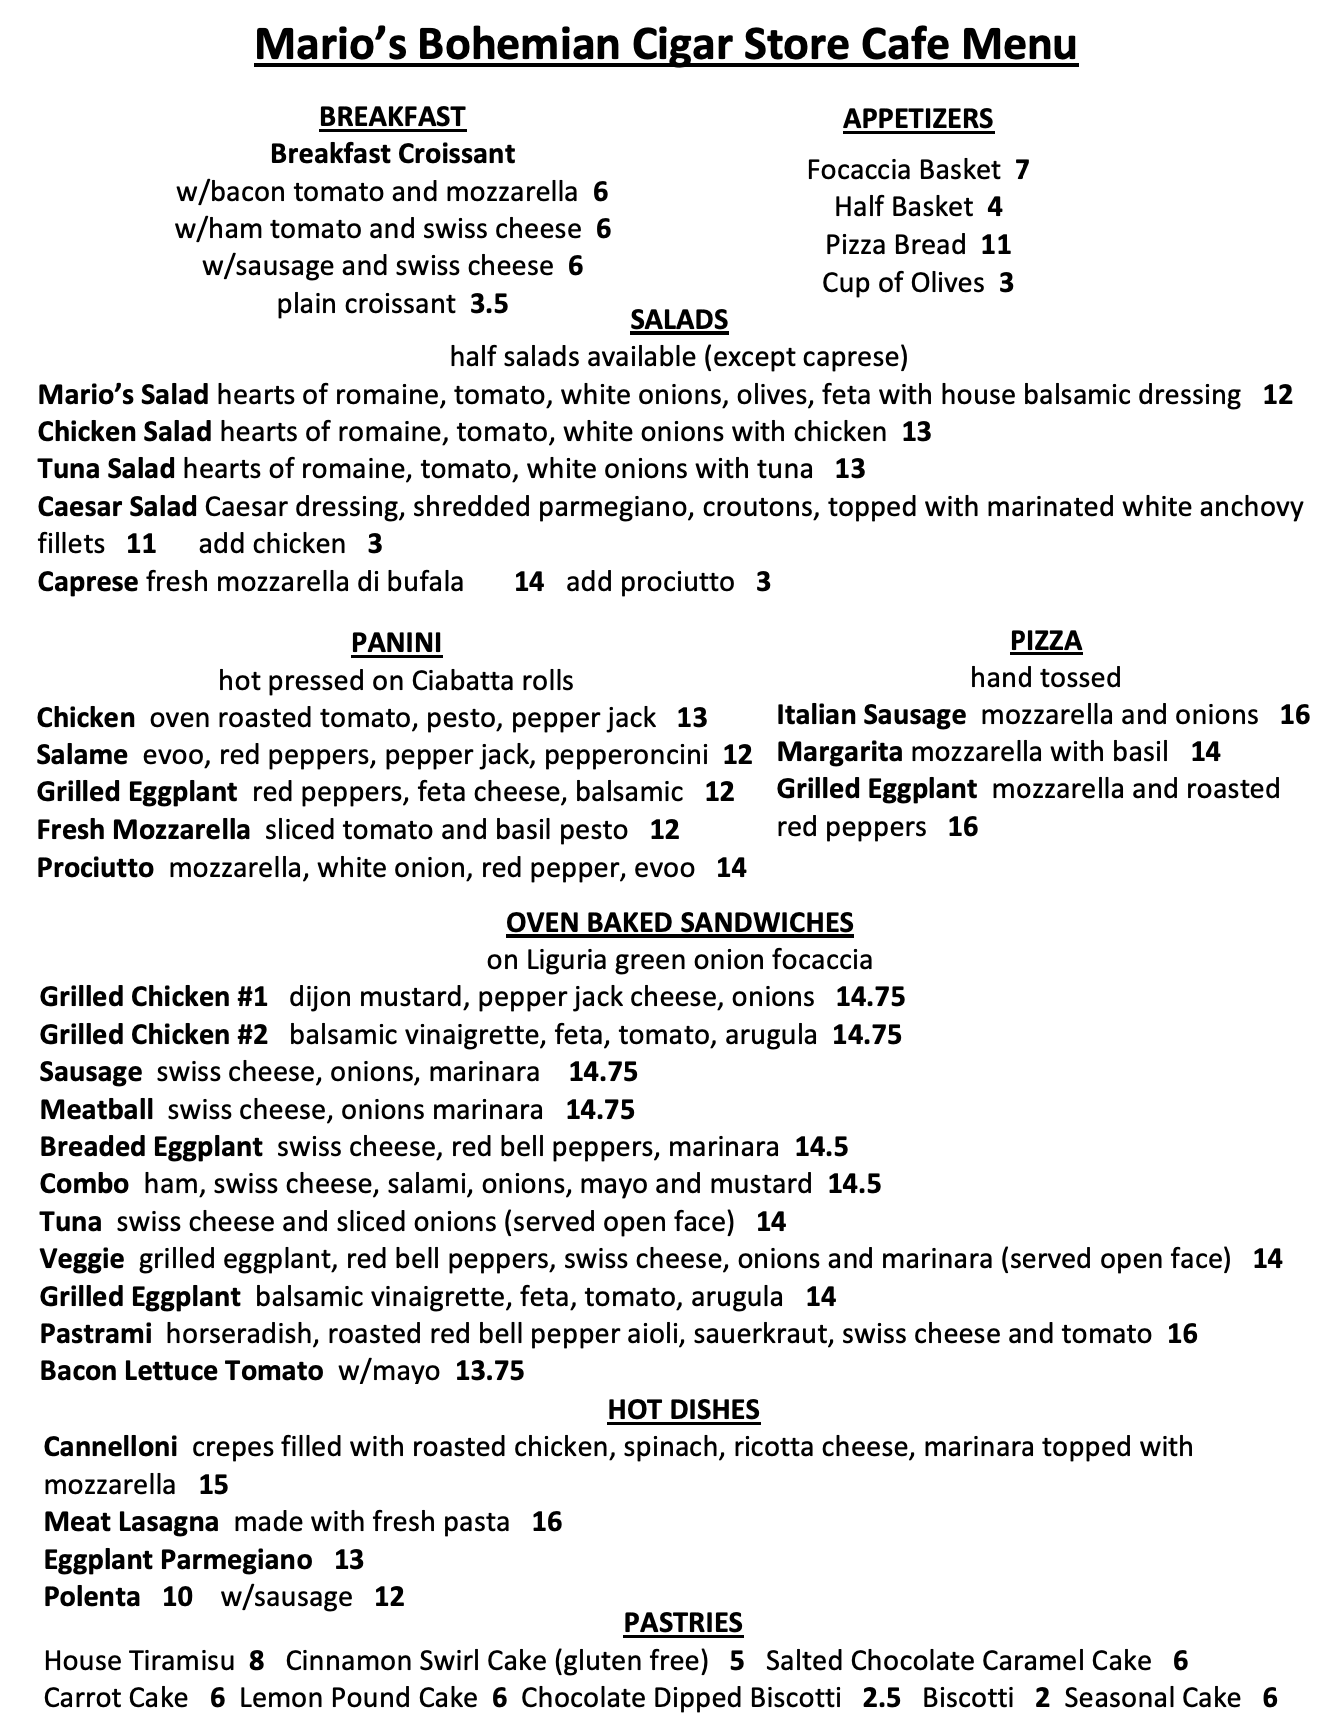 Mario’s Bohemian Cigar Store Cafe Menu
BREAKFAST
Breakfast Croissant
w/bacon tomato and mozzarella 6
w/ham tomato and swiss cheese 6
w/sausage and swiss cheese 6
plain croissant 3.5
APPETIZERS
Focaccia Basket 7
Half Basket 4
Pizza Bread 11
Cup of Olives 3
SALADS
half salads available (except caprese)
Mario’s Salad hearts of romaine, tomato, white onions, olives, feta with house balsamic dressing 12
Chicken Salad hearts of romaine, tomato, white onions with chicken 13
Tuna Salad hearts of romaine, tomato, white onions with tuna 13
Caesar Salad Caesar dressing, shredded parmegiano, croutons, topped with marinated white anchovy
fillets 11 add chicken 3
Caprese fresh mozzarella di bufala 14 add prociutto 3
PANINI
hot pressed on Ciabatta rolls
Chicken oven roasted tomato, pesto, pepper jack 13
Salame evoo, red peppers, pepper jack, pepperoncini 12
Grilled Eggplant red peppers, feta cheese, balsamic 12
Fresh Mozzarella sliced tomato and basil pesto 12
Prociutto mozzarella, white onion, red pepper, evoo 14
PIZZA
hand tossed
Italian Sausage mozzarella and onions 16
Margarita mozzarella with basil 14
Grilled Eggplant mozzarella and roasted
red peppers 16
OVEN BAKED SANDWICHES
on Liguria green onion focaccia
Grilled Chicken #1 dijon mustard, pepper jack cheese, onions 14.75
Grilled Chicken #2 balsamic vinaigrette, feta, tomato, arugula 14.75
Sausage swiss cheese, onions, marinara 14.75
Meatball swiss cheese, onions marinara 14.75
Breaded Eggplant swiss cheese, red bell peppers, marinara 14.5
Combo ham, swiss cheese, salami, onions, mayo and mustard 14.5
Tuna swiss cheese and sliced onions (served open face) 14
Veggie grilled eggplant, red bell peppers, swiss cheese, onions and marinara (served open face) 14
Grilled Eggplant balsamic vinaigrette, feta, tomato, arugula 14
Pastrami horseradish, roasted red bell pepper aioli, sauerkraut, swiss cheese and tomato 16
Bacon Lettuce Tomato w/mayo 13.75
HOT DISHES
Cannelloni crepes filled with roasted chicken, spinach, ricotta cheese, marinara topped with
mozzarella 15
Meat Lasagna made with fresh pasta 16
Eggplant Parmegiano 13
Polenta 10 w/sausage 12
PASTRIES
House Tiramisu 8 Cinnamon Swirl Cake (gluten free) 5 Salted Chocolate Caramel Cake 6
Carrot Cake 6 Lemon Pound Cake 6 Chocolate Dipped Biscotti 2.5 Biscotti 2 Seasonal Cake 6